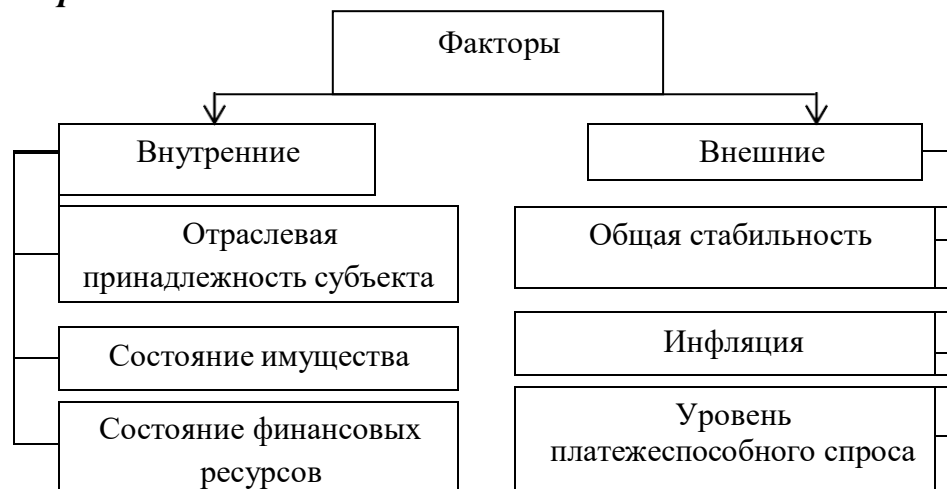 Факторы
Внутренние
Внешние
Отраслевая
принадлежность субъекта
Общая стабильность
Состояние имущества
Инфляция
Состояние финансовых
ресурсов
Уровень
платежеспособного спроса